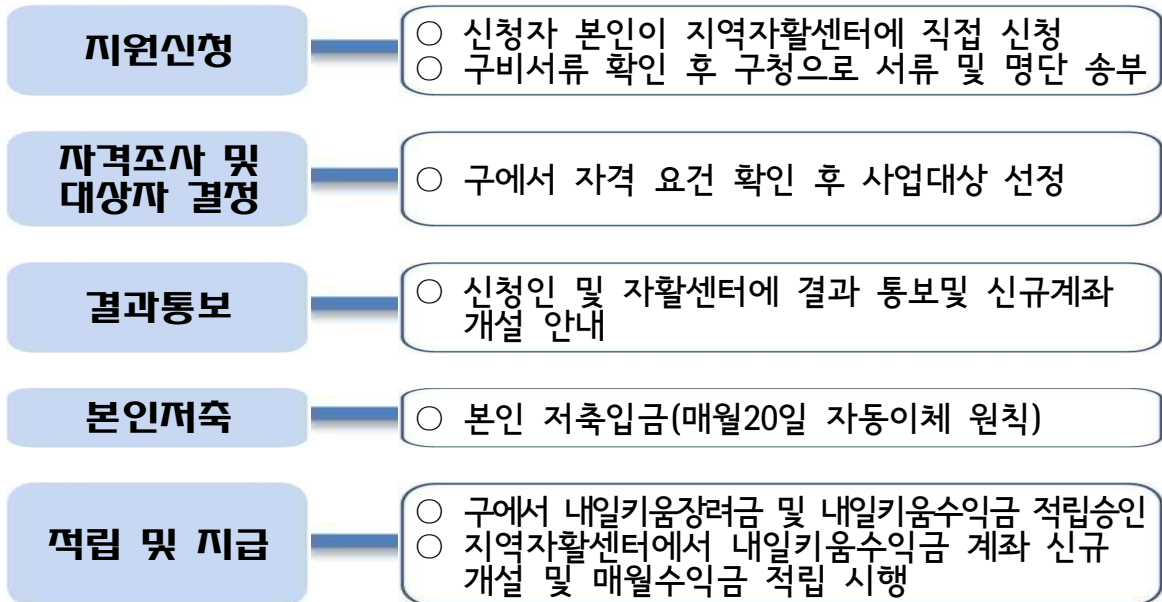 지원신청
○ 신청자 본인이 지역자활센터에 직접 신청
○ 구비서류 확인 후 구청으로 서류 및 명단 송부
자격조사 및
대상자 결정
○ 구에서 자격 요건 확인 후 사업대상 선정
결과통보
○ 신청인 및 자활센터에 결과 통보및 신규계좌
개설 안내
본인저축
○ 본인 저축입금(매월20일 자동이체 원칙)
적립 및 지급
○ 구에서 내일키움장려금 및 내일키움수익금 적립승인
○ 지역자활센터에서 내일키움수익금 계좌 신규
개설 및 매월수익금 적립 시행